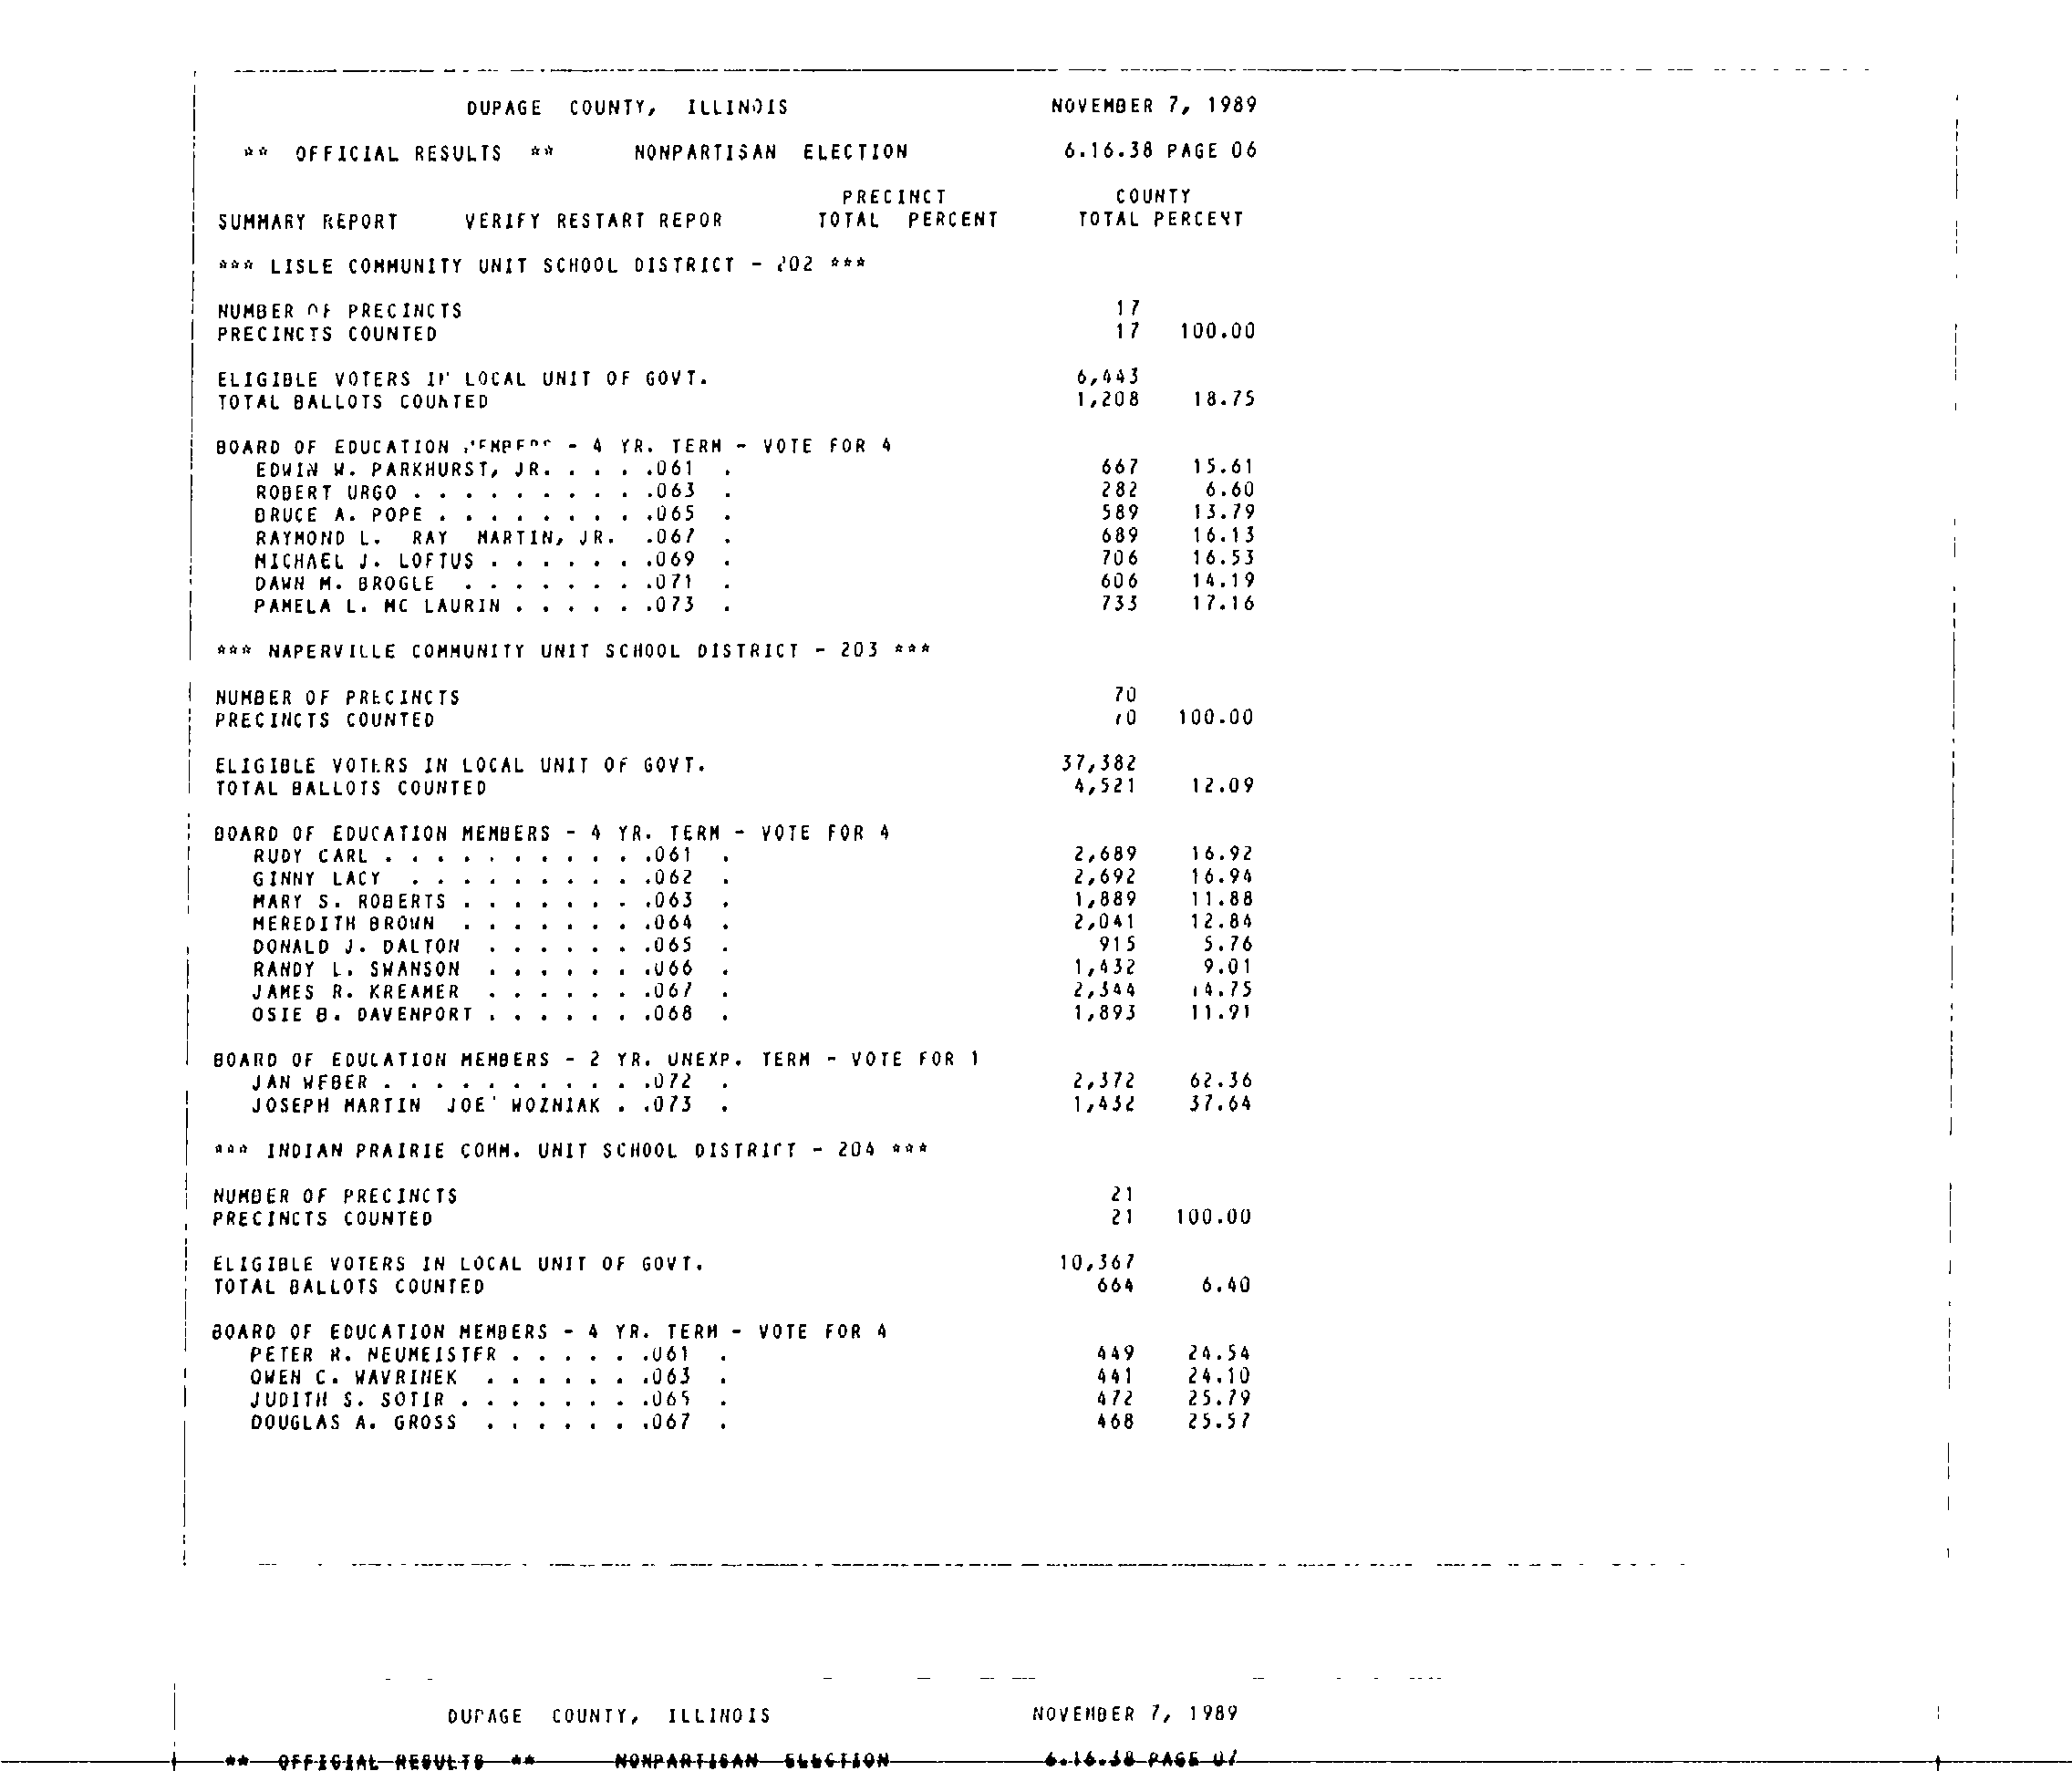 DUPAGE COUNTY, ILLINOIS NOVEMBER 7, 1989
** OFFICIAL RESULTS ** NONPARTISAN ELECTION 6.16.38 PAGE 06
PRECINCT COUNTY
SUMMARY REPORT VERIFY RESTART REPOR TOTAL PERCENT TOTAL PERCENT
*** LISLE COMMUNITY UNIT SCHOOL DISTRICT - 202 ***
NUMBER OF PRECINCTS 17
PRECINCTS COUNTED 17 100.00
ELIGIBLE VOTERS IN LOCAL UNIT OF GOVT. 6,443
TOTAL BALLOTS COUNTED 1,208 18.75
BOARD OF EDUCATION MEMBERS - 4 YR. TERM - VOTE FOR 4
EDWIN W. PARKHURST, JR. . . . .061 . 667 15.61
ROBERT URGO . . . . . . . . . .063 . 282 6.60
BRUCE A. POPE . . . . . . . . .065 . 589 13.79
RAYMOND L. RAY MARTIN, JR. .067 . 689 16.13
MICHAEL J. LOFTUS . . . . . . .069 . 706 16.53
DAWN M. BROGLE . . . . . . . .071 . 606 14.19
PAMELA L. MC LAURIN . . . . . .073 . 733 17.16
*** NAPERVILLE COMMUNITY UNIT SCHOOL DISTRICT - 203 ***
NUMBER OF PRECINCTS 70
PRECINCTS COUNTED 70 100.00
ELIGIBLE VOTERS IN LOCAL UNIT OF GOVT. 37,382
TOTAL BALLOTS COUNTED 4,521 12.09
BOARD OF EDUCATION MEMBERS - 4 YR. TERM - VOTE FOR 4
RUDY CARL . . . . . . . . . . .061 . 2,689 16.92
GINNY LACY . . . . . . . . . .062 . 2,692 16.94
MARY S. ROBERTS . . . . . . . .063 . 1,889 11.88
MEREDITH BROWN . . . . . . . .064 . 2,041 12.84
DONALD J. DALTON . . . . . . .065 . 915 5.76
RANDY L. SWANSON . . . . . . .066 . 1,432 9.01
JAMES R. KREAMER . . . . . . .067 . 2,344 14.75
OSIE B. DAVENPORT . . . . . . .068 . 1,893 11.91
BOARD OF EDUCATION MEMBERS - 2 YR. UNEXP. TERM - VOTE FOR 1
JAN WEBER . . . . . . . . . . .072 . 2,372 62.36
JOSEPH MARTIN JOE' WOZNIAK . .073 . 1,432 37.64
*** INDIAN PRAIRIE COMM. UNIT SCHOOL DISTRICT - 204 ***
NUMBER OF PRECINCTS 21
PRECINCTS COUNTED 21 100.00
ELIGIBLE VOTERS IN LOCAL UNIT OF GOVT. 10,367
TOTAL BALLOTS COUNTED 664 6.40
BOARD OF EDUCATION MEMBERS - 4 YR. TERM - VOTE FOR 4
PETER R. NEUMEISTER . . . . . .061 . 449 24.54
OWEN C. WAVRINEK . . . . . . .063 . 441 24.10
JUDITH S. SOTIR . . . . . . . .065 . 472 25.79
DOUGLAS A. GROSS . . . . . . .067 . 468 25.57
DUPAGE COUNTY, ILLINOIS NOVEMBER 7, 1989
** OFFICIAL RESULTS ** NONPARTISAN ELECTION 6.16.38 PAGE 07